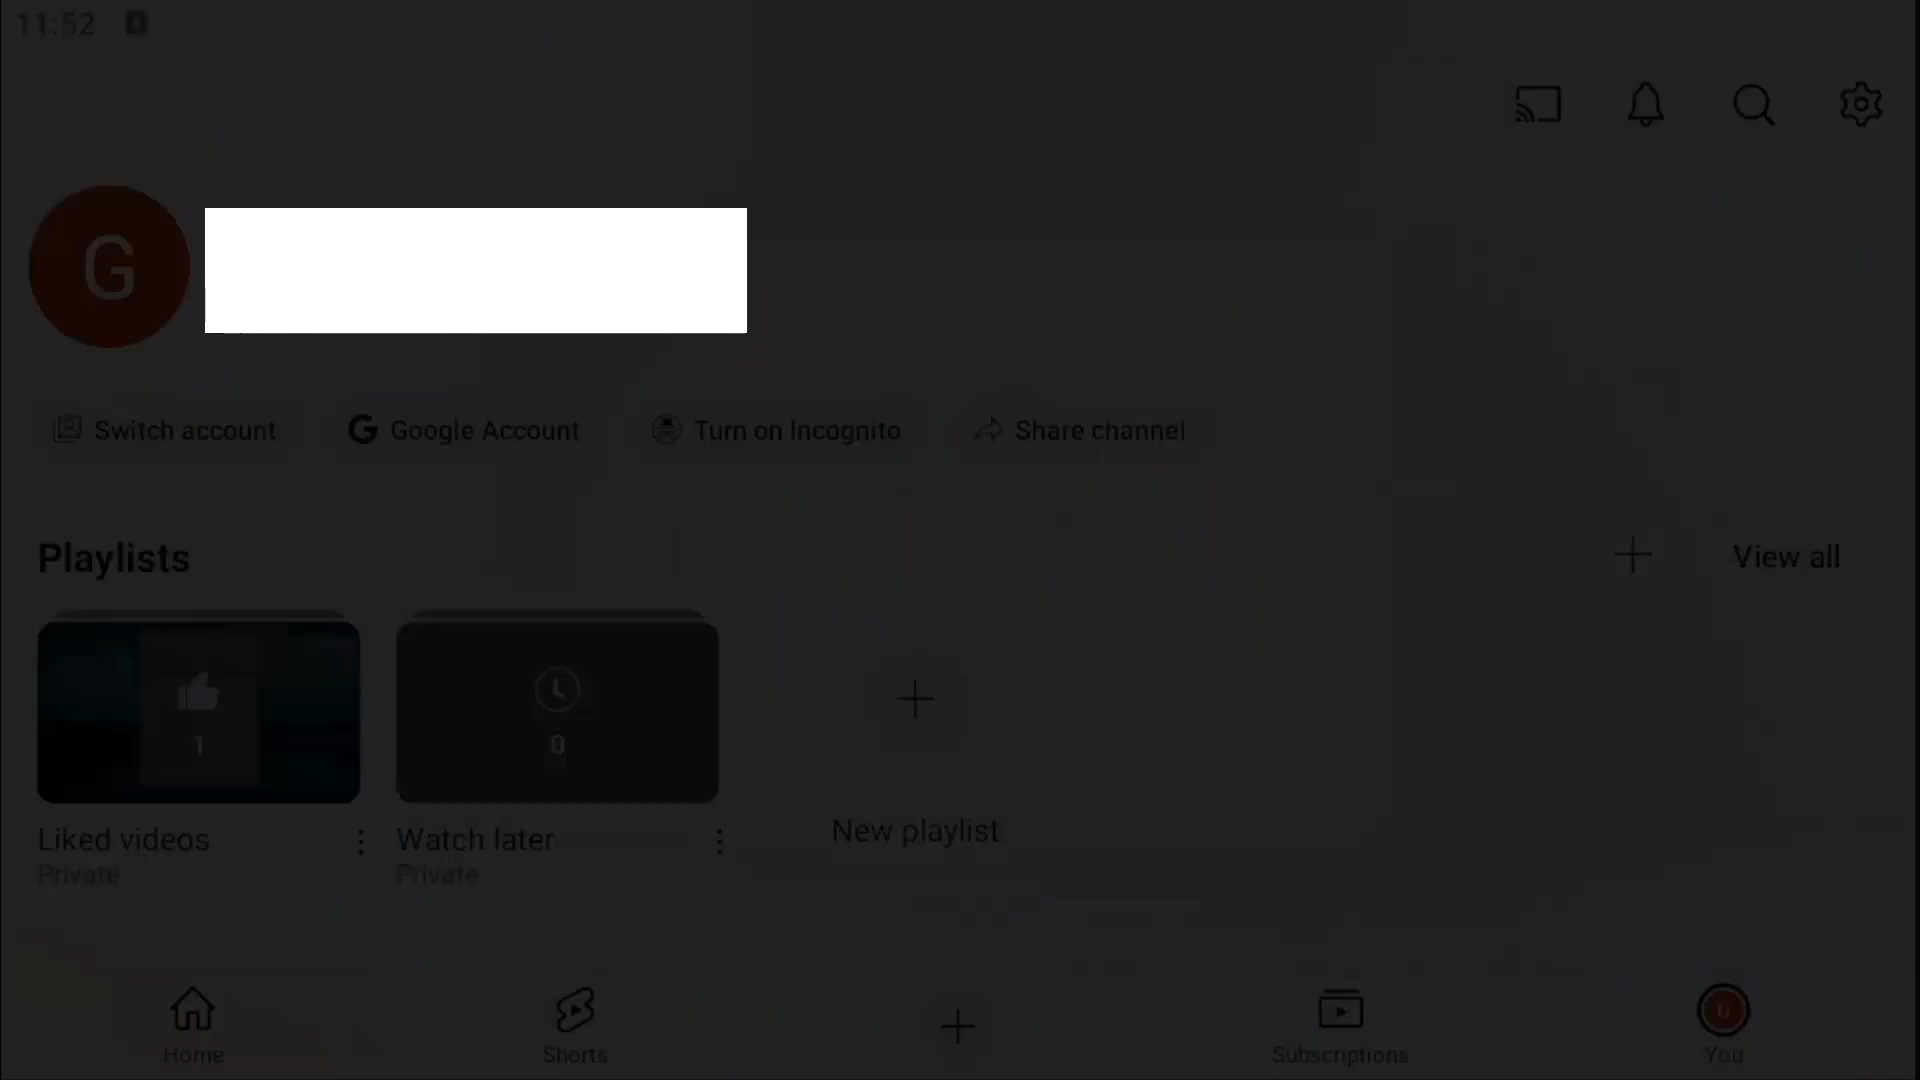 11:52
G
Switch account
Google Account
Turn on Incognito
Share channel
Playlists
View all
1
0
Liked videos
Private
Watch later
Private
New playlist
Home
Shorts
Subscriptions
G
You